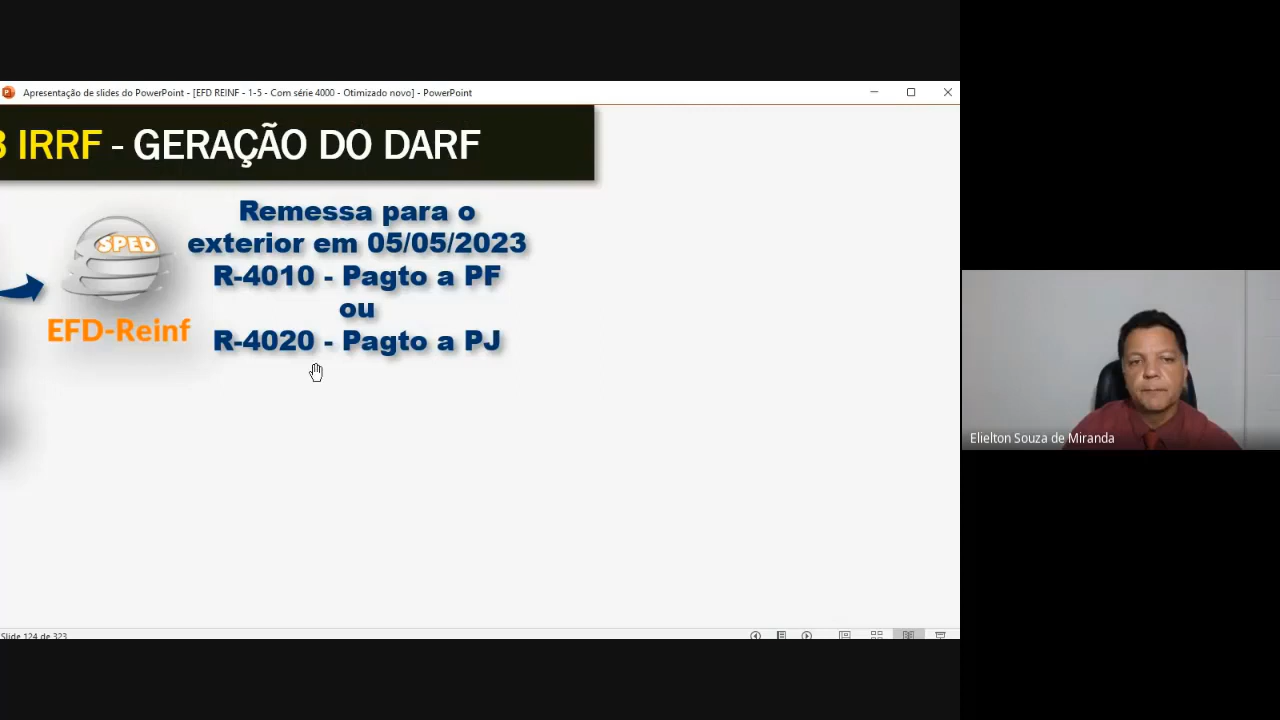 Apresentação de slides do PowerPoint - [EFD REINF - 1-5 - Com série 4000 - Otimizado novo] - PowerPoint
IRRF - GERAÇÃO DO DARF
Remessa para o
exterior em 05/05/2023
R-4010 - Pagto a PF
ou
R-4020 - Pagto a PJ
SPED
EFD-Reinf
Elielton Souza de Miranda
Slide 124 de 323